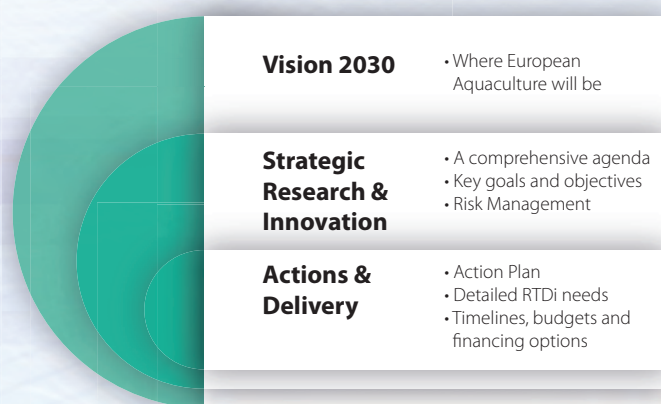 Vision 2030
• Where European
Aquaculture will be
Strategic
Research &
Innovation
• A comprehensive agenda
• Key goals and objectives
• Risk Management
Actions &
Delivery
• Action Plan
• Detailed RTDi needs
• Timelines, budgets and
financing options